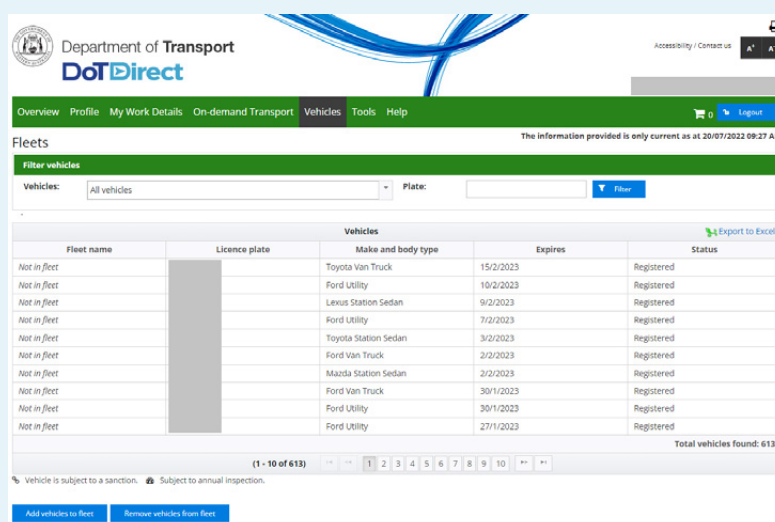 Department of Transport
DoTDirect
Accessibility / Contact us A+ A-
Overview Profile My Work Details On-demand Transport Vehicles Tools Help 0 Logout
Fleets
The information provided is only current as at 20/07/2022 09:27 A
Filter vehicles
Vehicles: All vehicles Plate: Filter
Vehicles Export to Excel
Fleet name Licence plate Make and body type Expires Status
Not in fleet Toyota Van Truck 15/2/2023 Registered
Not in fleet Ford Utility 10/2/2023 Registered
Not in fleet Lexus Station Sedan 9/2/2023 Registered
Not in fleet Ford Utility 7/2/2023 Registered
Not in fleet Toyota Station Sedan 3/2/2023 Registered
Not in fleet Ford Van Truck 2/2/2023 Registered
Not in fleet Mazda Station Sedan 2/2/2023 Registered
Not in fleet Ford Van Truck 30/1/2023 Registered
Not in fleet Ford Utility 30/1/2023 Registered
Not in fleet Ford Utility 27/1/2023 Registered
Total vehicles found: 613
(1 - 10 of 613) 1 2 3 4 5 6 7 8 9 10
Vehicle is subject to a sanction. Subject to annual inspection.
Add vehicles to fleet Remove vehicles from fleet